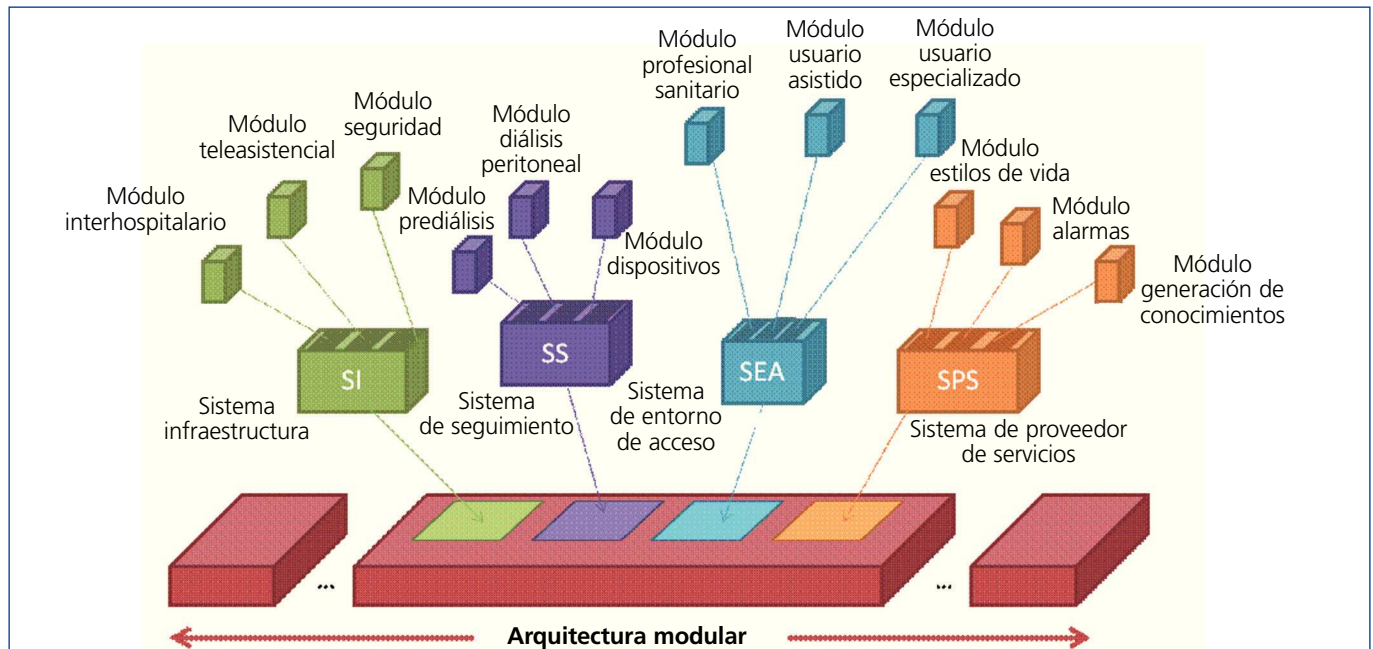 Módulo
interhospitalario
Módulo
teleasistencial
Módulo
seguridad
Módulo
prediálisis
Módulo
diálisis
peritoneal
Módulo
dispositivos
Módulo
profesional
sanitario
Módulo
usuario
asistido
Módulo
usuario
especializado
Módulo
estilos de vida
Módulo
alarmas
Módulo
generación de
conocimientos
SI
SS
SEA
SPS
Sistema
infraestructura
Sistema
de seguimiento
Sistema
de entorno
de acceso
Sistema de proveedor
de servicios
...
...
Arquitectura modular